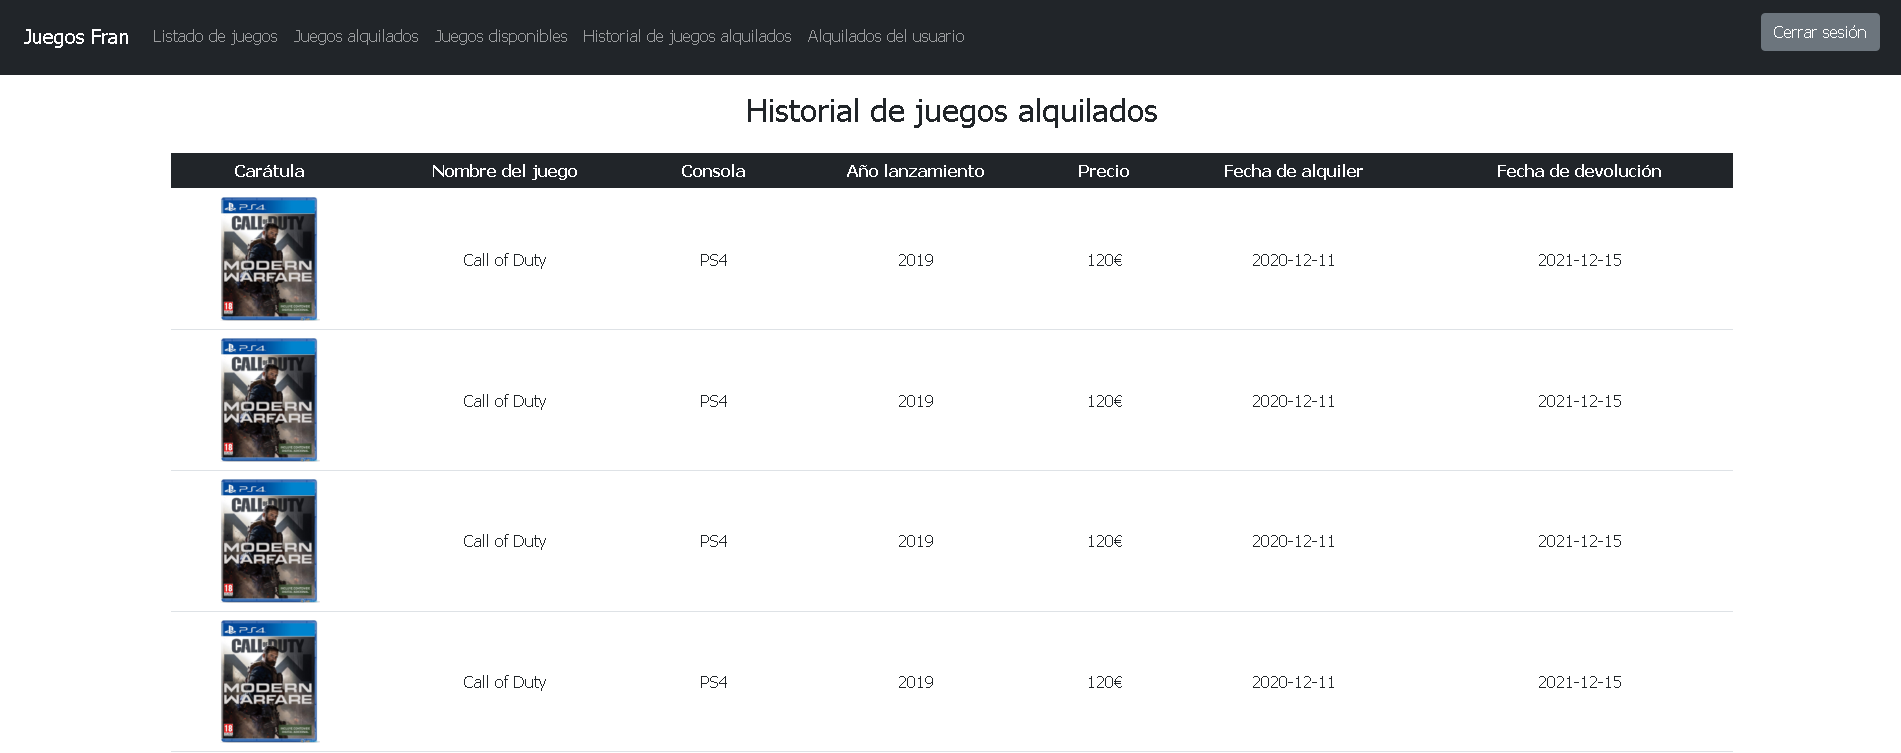 Juegos Fran Listado de juegos Juegos alquilados Juegos disponibles Historial de juegos alquilados Alquilados del usuario Cerrar sesión
Historial de juegos alquilados
Carátula Nombre del juego Consola Año lanzamiento Precio Fecha de alquiler Fecha de devolución
PS4
CALL OF DUTY
MODERN
WARFARE
18
Call of Duty PS4 2019 120€ 2020-12-11 2021-12-15
PS4
CALL OF DUTY
MODERN
WARFARE
18
Call of Duty PS4 2019 120€ 2020-12-11 2021-12-15
PS4
CALL OF DUTY
MODERN
WARFARE
18
Call of Duty PS4 2019 120€ 2020-12-11 2021-12-15
PS4
CALL OF DUTY
MODERN
WARFARE
18
Call of Duty PS4 2019 120€ 2020-12-11 2021-12-15